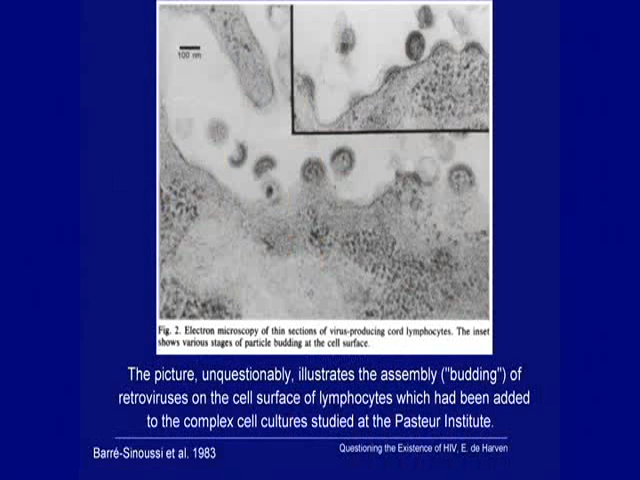 100 nm
Fig. 2. Electron microscopy of thin sections of virus-producing cord lymphocytes. The inset
shows various stages of particle budding at the cell surface.
The picture, unquestionably, illustrates the assembly ("budding") of
retroviruses on the cell surface of lymphocytes which had been added
to the complex cell cultures studied at the Pasteur Institute.
Barré-Sinoussi et al. 1983
Questioning the Existence of HIV, E. de Harven